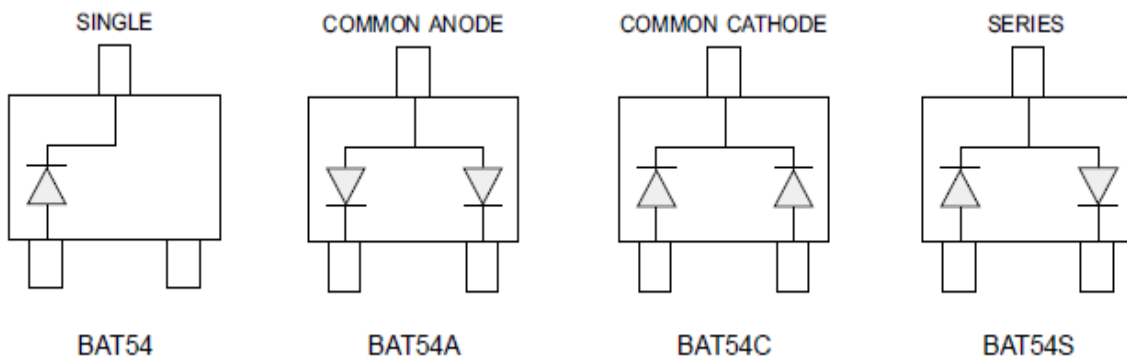 SINGLE
COMMON ANODE
COMMON CATHODE
SERIES
BAT54
BAT54A
BAT54C
BAT54S